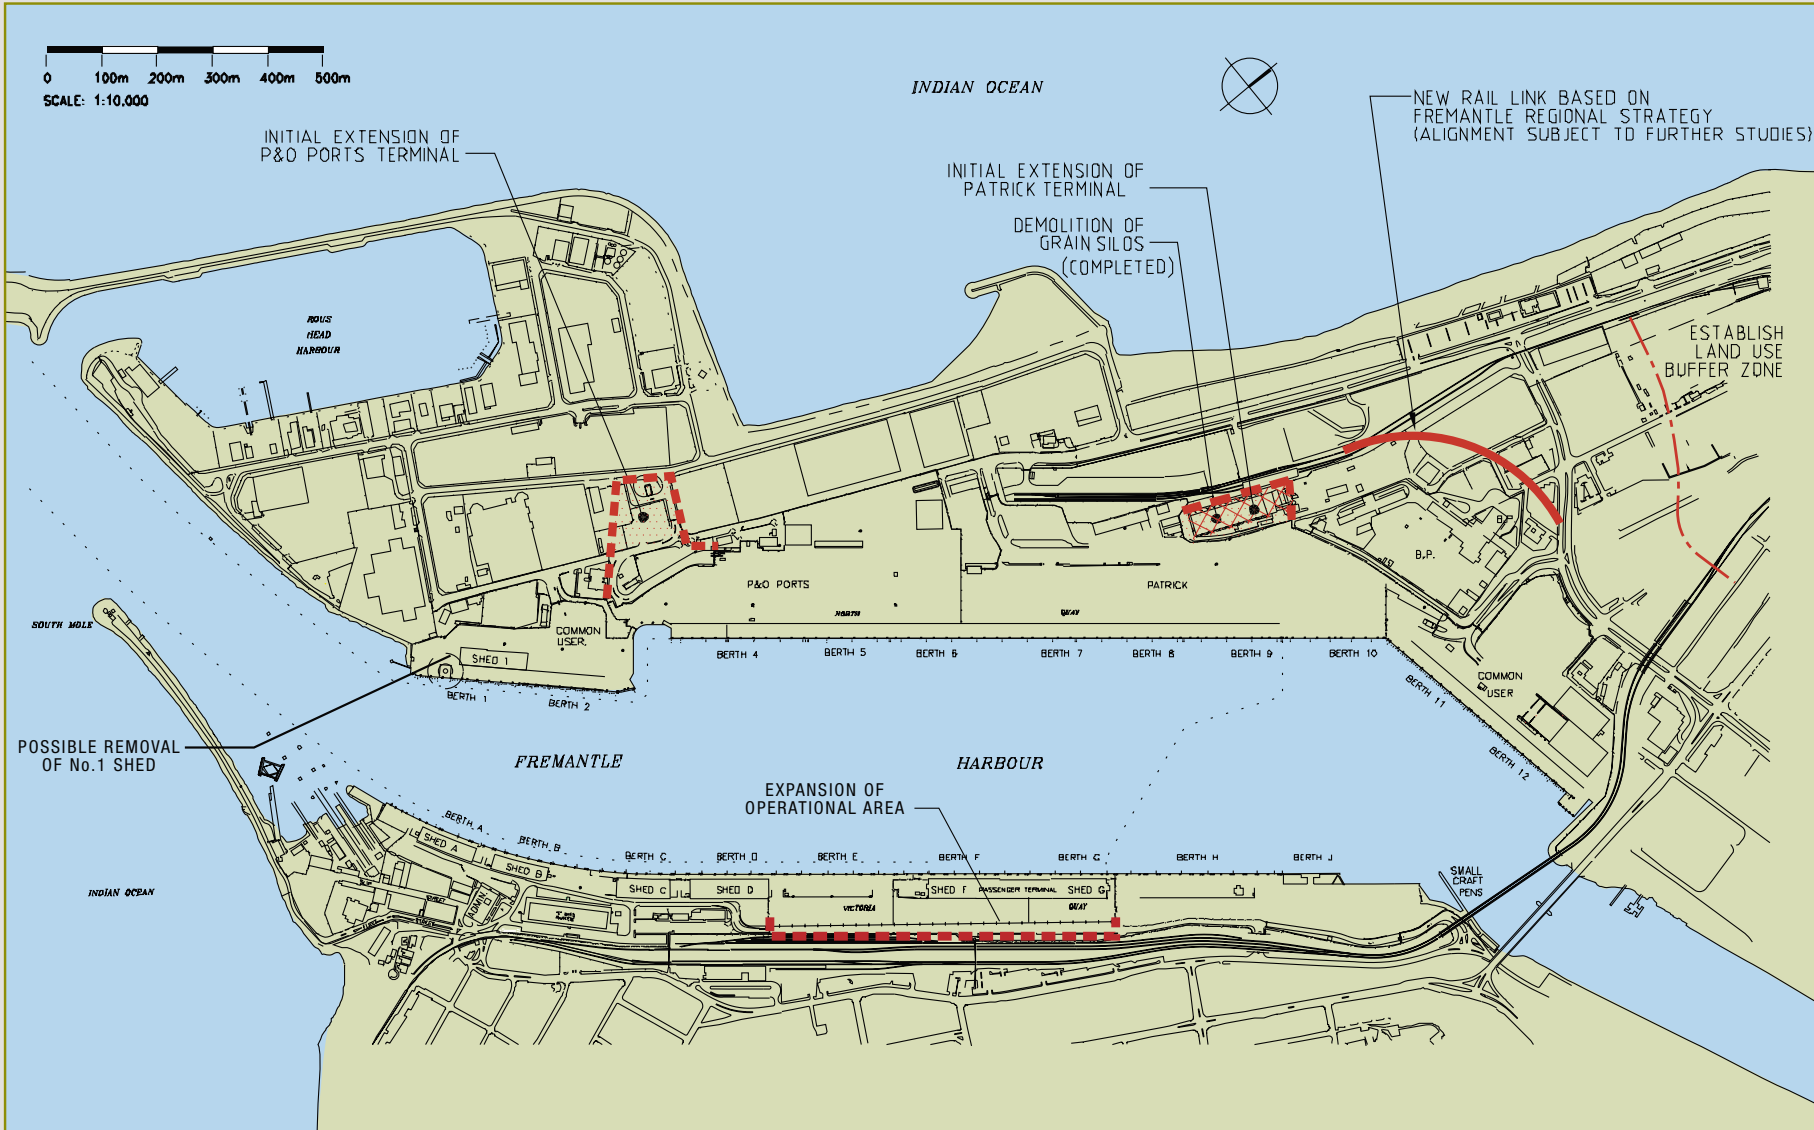 0 100m 200m 300m 400m 500m
SCALE: 1:10,000
INDIAN OCEAN
INITIAL EXTENSION OF
P&O PORTS TERMINAL
INITIAL EXTENSION OF
PATRICK TERMINAL
DEMOLITION OF
GRAIN SILOS
(COMPLETED)
NEW RAIL LINK BASED ON
FREMANTLE REGIONAL STRATEGY
(ALIGNMENT SUBJECT TO FURTHER STUDIES)
ESTABLISH
LAND USE
BUFFER ZONE
ROUS
HEAD
HARBOUR
B.P.
P&O PORTS
PATRICK
NORTH
QUAY
SOUTH MOLE
COMMON
USER.
SHED 1
BERTH 1
BERTH 2
BERTH 4
BERTH 5
BERTH 6
BERTH 7
BERTH 8
BERTH 9
BERTH 10
BERTH 11
BERTH 12
COMMON
USER
POSSIBLE REMOVAL
OF No.1 SHED
FREMANTLE
HARBOUR
EXPANSION OF
OPERATIONAL AREA
BERTH A
BERTH B
BERTH C
BERTH D
BERTH E
BERTH F
BERTH G
BERTH H
BERTH J
SMALL
CRAFT
PENS
SHED A
SHED B
SHED C
SHED D
SHED F
PASSENGER TERMINAL
SHED G
VICTORIA
QUAY
ADMIN.
INDIAN OCEAN